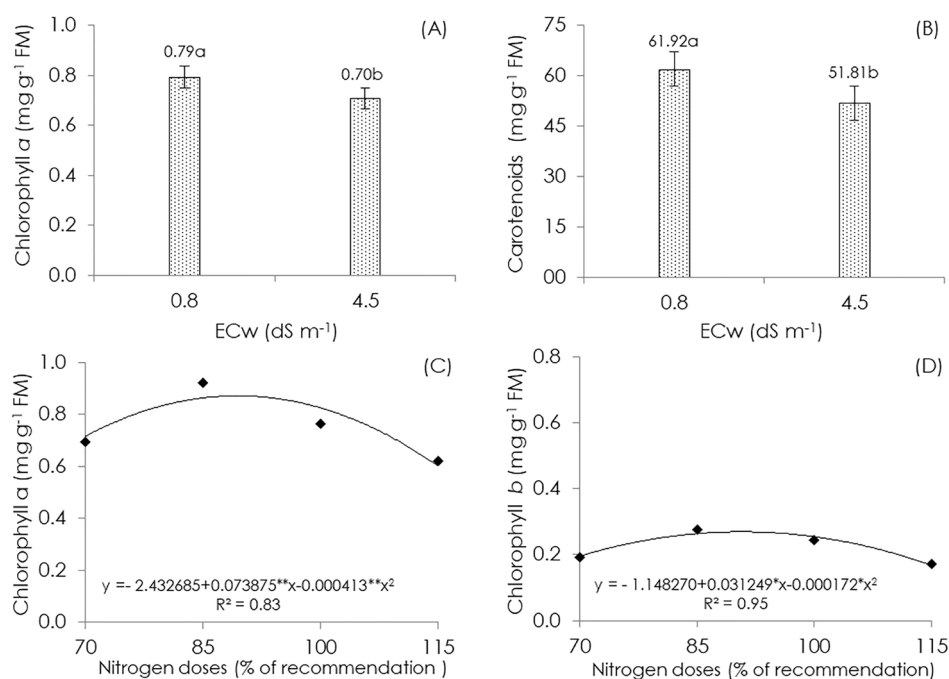 (A)
Chlorophyll a (mg g-1 FM)
1.0
0.8
0.6
0.4
0.2
0.0
0.79a
0.70b
0.8
4.5
ECw (dS m-1)
(B)
Carotenoids (mg g-1 FM)
75
60
45
30
15
00
61.92a
51.81b
0.8
4.5
ECw (dS m-1)
(C)
Chlorophyll a (mg g-1 FM)
1.0
0.8
0.6
0.4
0.2
0.0
y =- 2.432685+0.073875**x-0.000413**x²
R² = 0.83
70
85
100
115
Nitrogen doses (% of recommendation )
(D)
Chlorophyll b (mg g-1 FM)
0.8
0.6
0.4
0.2
0.0
y = - 1.148270+0.031249*x-0.000172*x²
R² = 0.95
70
85
100
115
Nitrogen doses (% of recommendation)